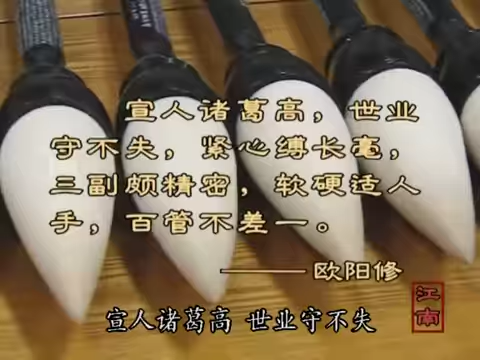 宣人诸葛高，世业
守不失，紧心缚长毫，
三副颇精密，软硬适人
手，百管不差一。
——欧阳修
江南
宣人诸葛高 世业守不失